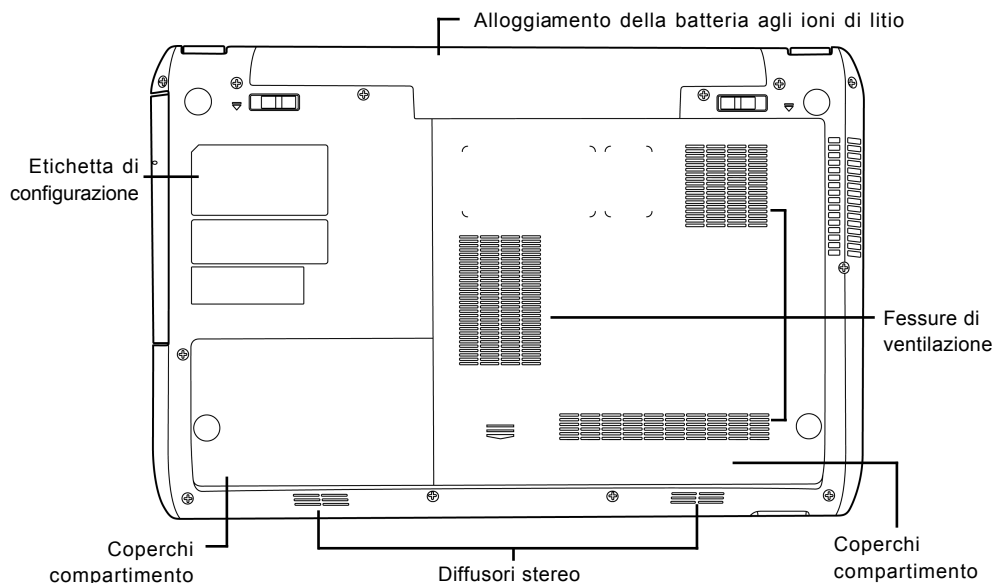 Alloggiamento della batteria agli ioni di litio
Etichetta di
configurazione
Fessure di
ventilazione
Coperchi
compartimento
Diffusori stereo
Coperchi
compartimento